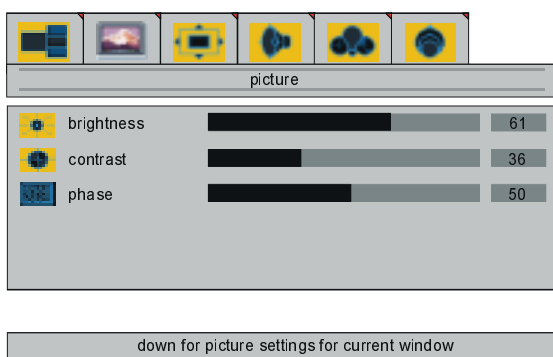 picture
brightness 61
contrast 36
phase 50
down for picture settings for current window